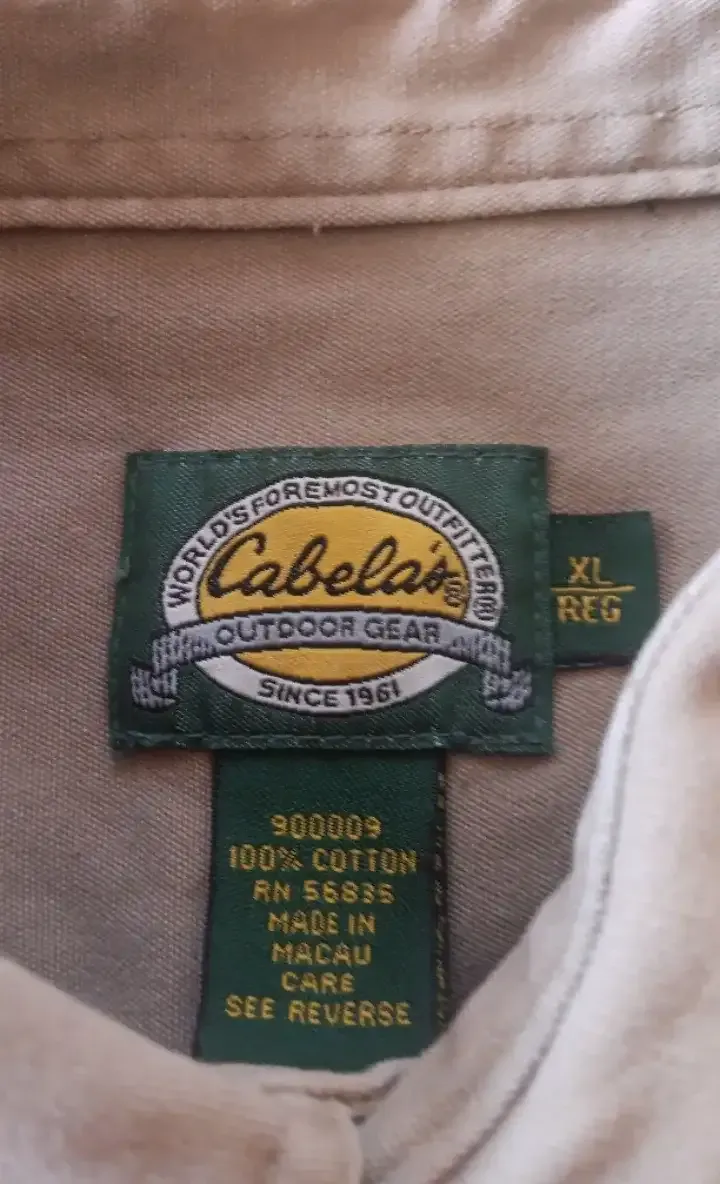 WORLD'S FOREMOST OUTFITTER®
Cabela's®
OUTDOOR GEAR
SINCE 1961
XL
REG
900009
100% COTTON
RN 56835
MADE IN
MACAU
CARE
SEE REVERSE